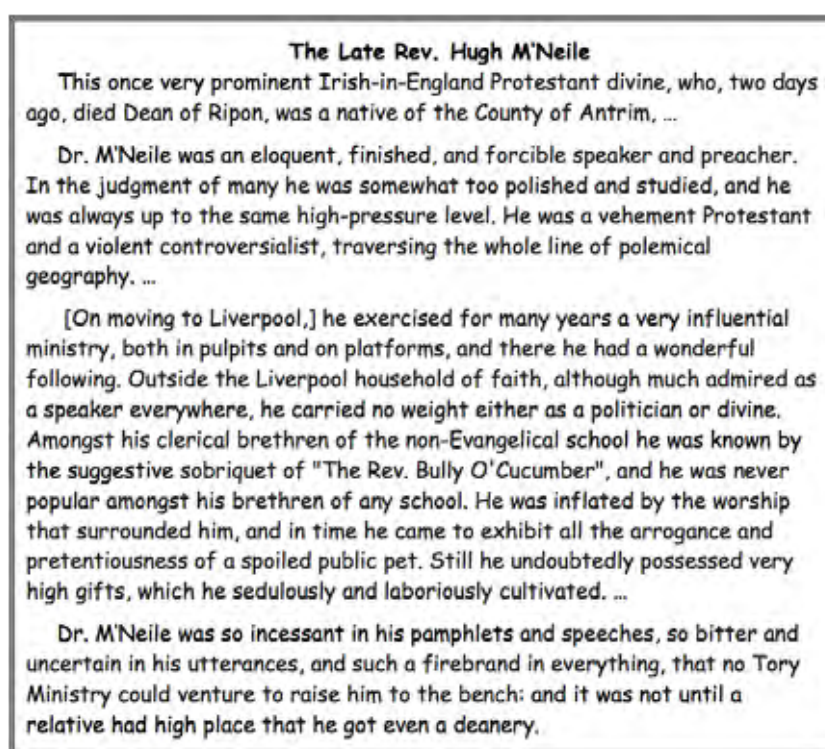 The Late Rev. Hugh M'Neile
This once very prominent Irish-in-England Protestant divine, who, two days
ago, died Dean of Ripon, was a native of the County of Antrim, ...
Dr. M'Neile was an eloquent, finished, and forcible speaker and preacher.
In the judgment of many he was somewhat too polished and studied, and he
was always up to the same high-pressure level. He was a vehement Protestant
and a violent controversialist, traversing the whole line of polemical
geography. ...
[On moving to Liverpool,] he exercised for many years a very influential
ministry, both in pulpits and on platforms, and there he had a wonderful
following. Outside the Liverpool household of faith, although much admired as
a speaker everywhere, he carried no weight either as a politician or divine.
Amongst his clerical brethren of the non-Evangelical school he was known by
the suggestive sobriquet of "The Rev. Bully O'Cucumber", and he was never
popular amongst his brethren of any school. He was inflated by the worship
that surrounded him, and in time he came to exhibit all the arrogance and
pretentiousness of a spoiled public pet. Still he undoubtedly possessed very
high gifts, which he sedulously and laboriously cultivated. ...
Dr. M'Neile was so incessant in his pamphlets and speeches, so bitter and
uncertain in his utterances, and such a firebrand in everything, that no Tory
Ministry could venture to raise him to the bench: and it was not until a
relative had high place that he got even a deanery.